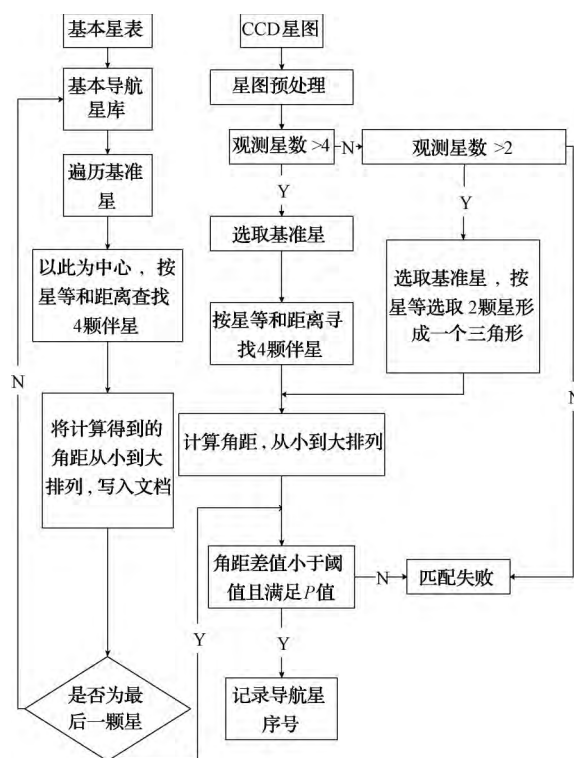 基本星表
基本导航
星库
遍历基准
星
以此为中心，按
星等和距离查找
4颗伴星
N
将计算得到的
角距从小到大
排列，写入文档
是否为最
后一颗星
Y
CCD星图
星图预处理
观测星数 >4
N
观测星数 >2
Y
Y
选取基准星
选取基准星，按
星等选取 2颗星形
成一个三角形
按星等和距离寻
找4颗伴星
N
计算角距，从小到大排列
角距差值小于阈
值且满足P值
N
匹配失败
Y
记录导航星
序号